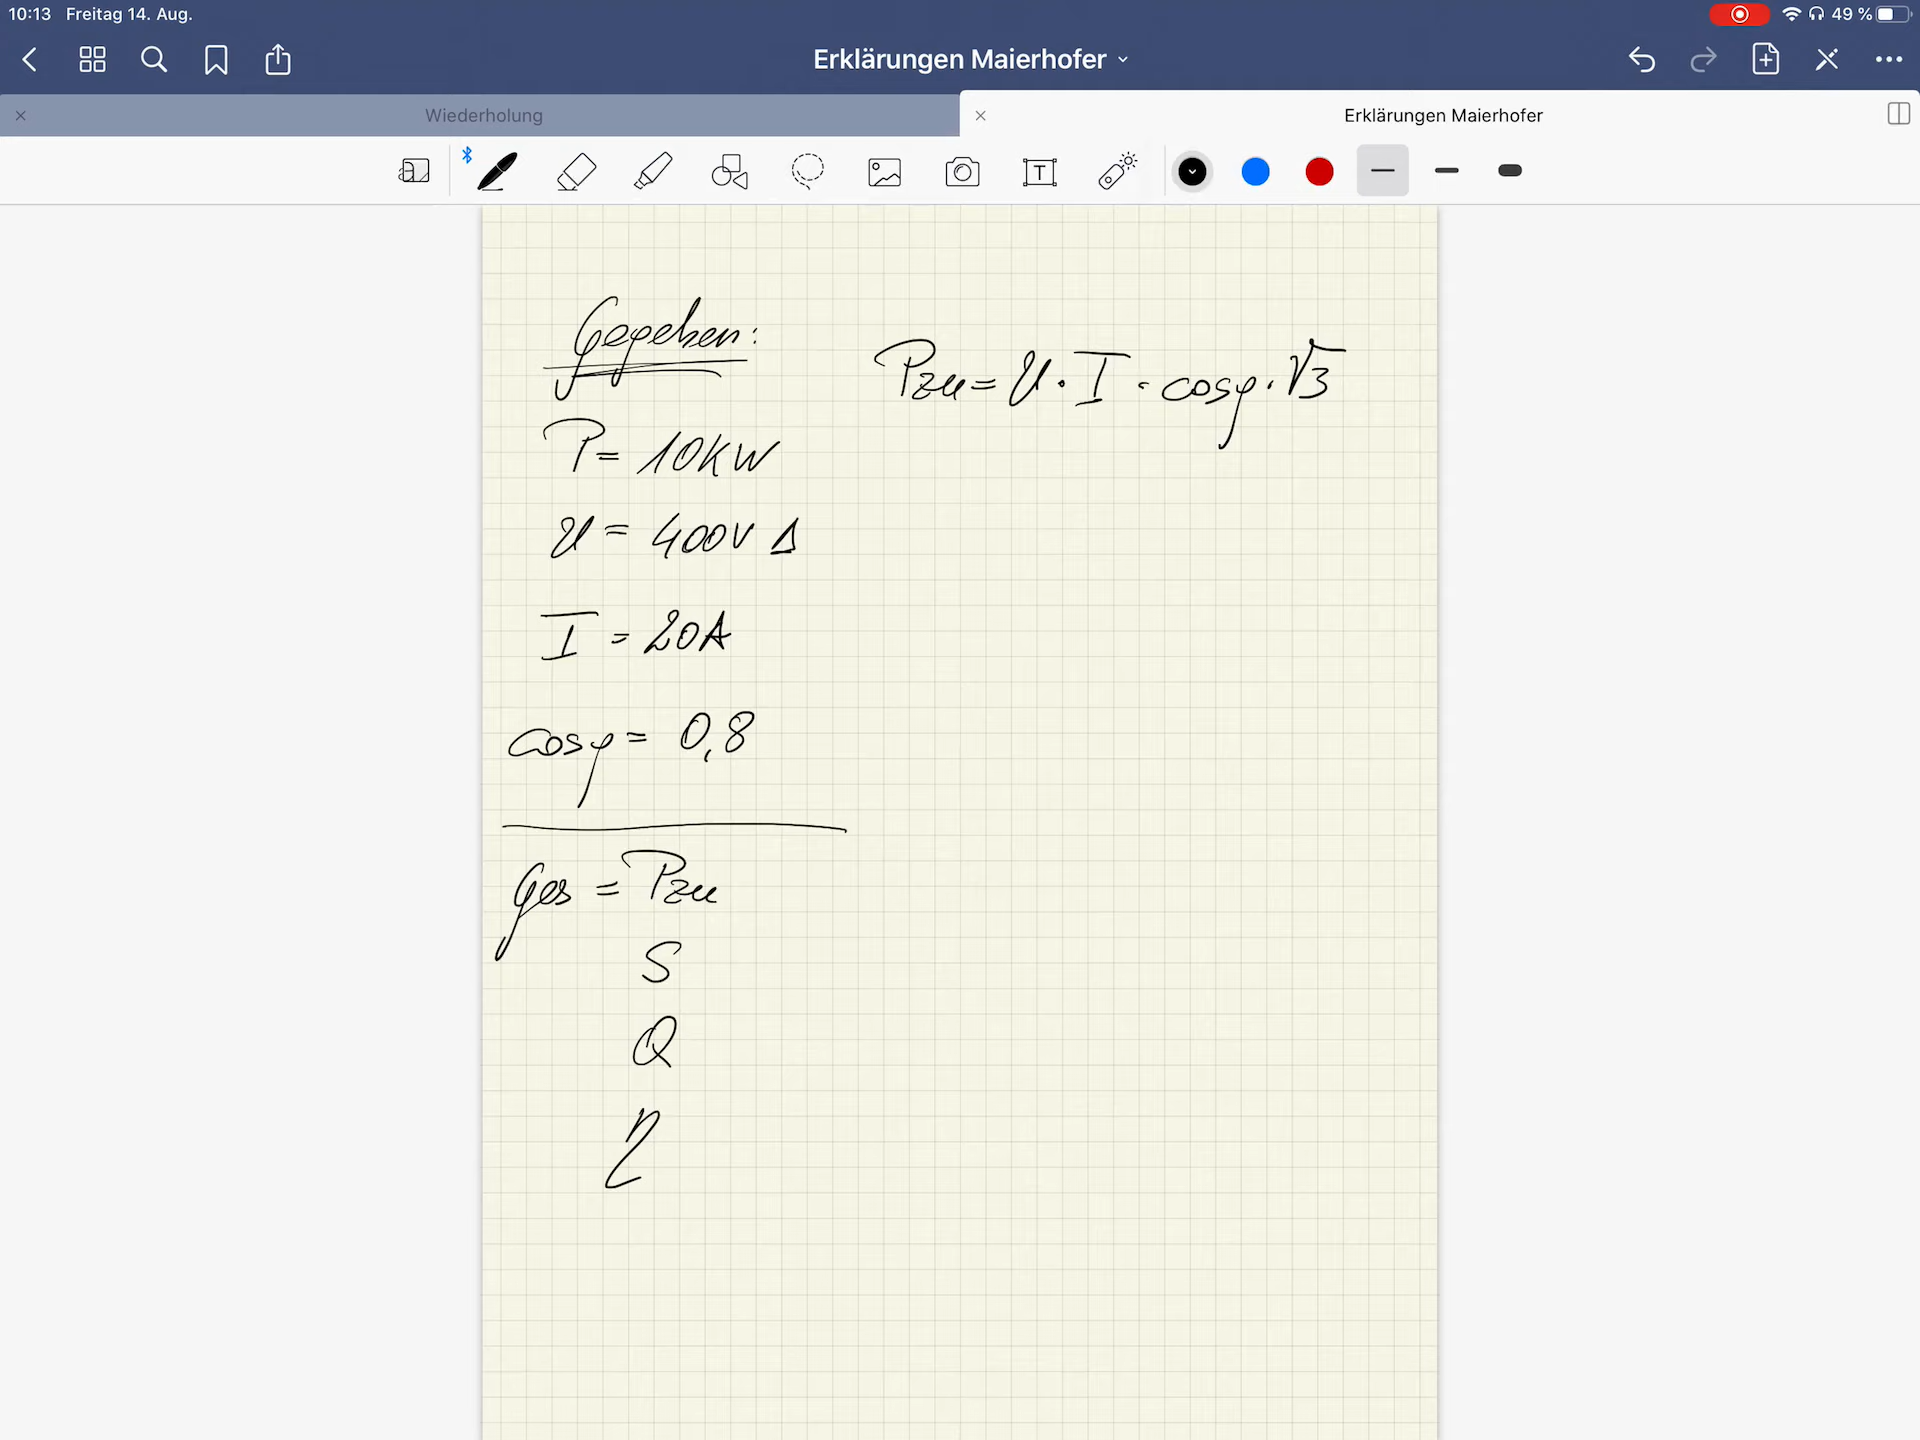 10:13 Freitag 14. Aug. 49 %
Erklärungen Maierhofer
Wiederholung
Erklärungen Maierhofer
T
Gegeben:
Pzu = U · I · cosφ · √3
P = 10KW
U = 400V Δ
I = 20A
cosφ = 0,8
Ges = Pzu
S
Q
η